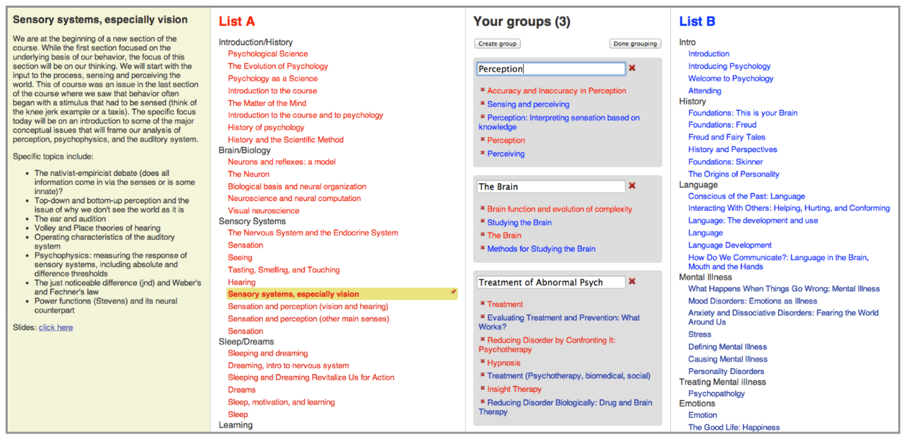 Sensory systems, especially vision
We are at the beginning of a new section of the
course. While the first section focused on the
underlying basis of our behavior, the focus of this
section will be on our thinking. We will start with the
input to the process, sensing and perceiving the
world. This of course was an issue in the last section
of the course where we saw that behavior often
began with a stimulus that had to be sensed (think of
the knee jerk example or a taxis). The specific focus
today will be on an introduction to some of the major
conceptual issues that will frame our analysis of
perception, psychophysics, and the auditory system.
Specific topics include:
• The nativist-empiricist debate (does all
information come in via the senses or is some
innate)?
• Top-down and bottom-up perception and the
issue of why we don't see the world as it is
• The ear and audition
• Volley and Place theories of hearing
• Operating characteristics of the auditory
system
• Psychophysics: measuring the response of
sensory systems, including absolute and
difference thresholds
• The just noticeable difference (jnd) and Weber's
and Fechner's law
• Power functions (Stevens) and its neural
counterpart
Slides: click here
List A
Introduction/History
Psychological Science
The Evolution of Psychology
Psychology as a Science
Introduction to the course
The Matter of the Mind
Introduction to the course and to psychology
History of psychology
History and the Scientific Method
Brain/Biology
Neurons and reflexes: a model
The Neuron
Biological basis and neural organization
Neuroscience and neural computation
Visual neuroscience
Sensory Systems
The Nervous System and the Endocrine System
Sensation
Seeing
Tasting, Smelling, and Touching
Hearing
Sensory systems, especially vision
Sensation and perception (vision and hearing)
Sensation and perception (other main senses)
Sensation
Sleep/Dreams
Sleeping and dreaming
Dreaming, intro to nervous system
Sleeping and Dreaming Revitalize Us for Action
Dreams
Sleep, motivation, and learning
Sleep
Learning
Your groups (3)
Create group
Done grouping
Perception
Accuracy and Inaccuracy in Perception
Sensing and perceiving
Perception: Interpreting sensation based on
knowledge
Perception
Perceiving
The Brain
Brain function and evolution of complexity
Studying the Brain
The Brain
Methods for Studying the Brain
Treatment of Abnormal Psych
Treatment
Evaluating Treatment and Prevention: What
Works?
Reducing Disorder by Confronting It:
Psychotherapy
Hypnosis
Treatment (Psychotherapy, biomedical, social)
Insight Therapy
Reducing Disorder Biologically: Drug and Brain
Therapy
List B
Intro
Introduction
Introducing Psychology
Welcome to Psychology
Attending
History
Foundations: This is your Brain
Foundations: Freud
Freud and Fairy Tales
History and Perspectives
Foundations: Skinner
The Origins of Personality
Language
Conscious of the Past: Language
Interacting With Others: Helping, Hurting, and Conforming
Language: The development and use
Language
Language Development
How Do We Communicate?: Language in the Brain,
Mouth and the Hands
Mental Illness
What Happens When Things Go Wrong: Mental Illness
Mood Disorders: Emotions as Illness
Anxiety and Dissociative Disorders: Fearing the World
Around Us
Stress
Defining Mental Illness
Causing Mental Illness
Personality Disorders
Treating Mental illness
Psychopatholgy
Emotions
Emotion
The Good Life: Happiness